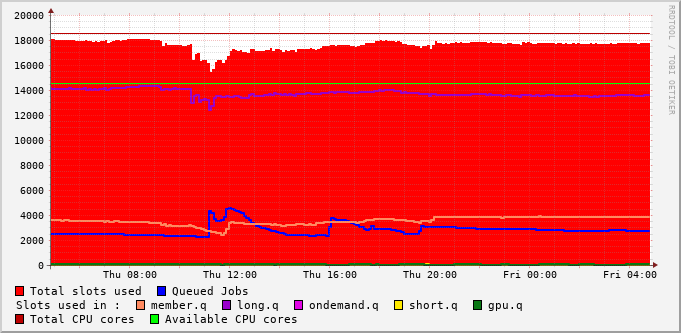 RRDTOOL / TOBI OETIKER
20000
18000
16000
14000
12000
10000
8000
6000
4000
2000
0
Thu 08:00 Thu 12:00 Thu 16:00 Thu 20:00 Fri 00:00 Fri 04:00
Total slots used Queued Jobs
Slots used in : member.q long.q ondemand.q short.q gpu.q
Total CPU cores Available CPU cores